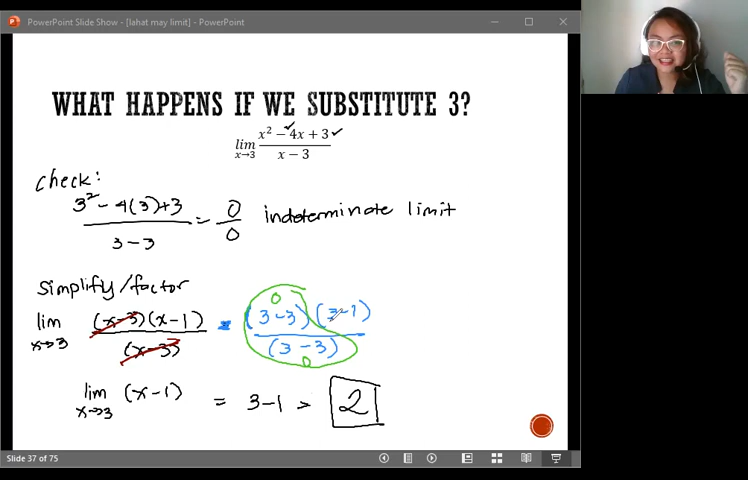 PowerPoint Slide Show - [lahat may limit] - PowerPoint
WHAT HAPPENS IF WE SUBSTITUTE 3?
lim x→3 (x² − 4x + 3)/(x − 3)
check:
(3² − 4(3)+3)/(3−3) = 0/0 indeterminate limit
simplify/factor
lim x→3 (x−3)(x−1)/(x−3) = (3−3)(3−1)/(3−3)
0
0
lim x→3 (x−1) = 3−1 = 2
Slide 37 of 75